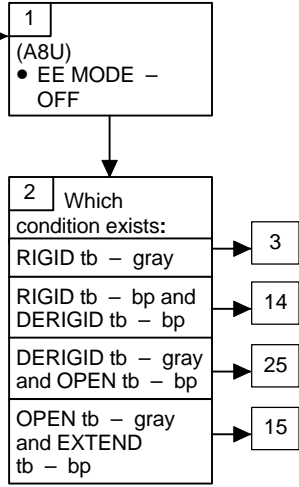 1
(A8U)
• EE MODE –
OFF
2 Which
condition exists:
RIGID tb – gray
3
RIGID tb – bp and
DERIGID tb – bp
14
DERIGID tb – gray
and OPEN tb – bp
25
OPEN tb – gray
and EXTEND
tb – bp
15